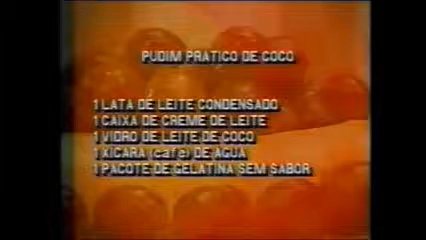 PUDIM PRATICO DE COCO
1 LATA DE LEITE CONDENSADO
1 CAIXA DE CREME DE LEITE
1 VIDRO DE LEITE DE COCO
1 XICARA (café) DE AGUA
1 PACOTE DE GELATINA SEM SABOR